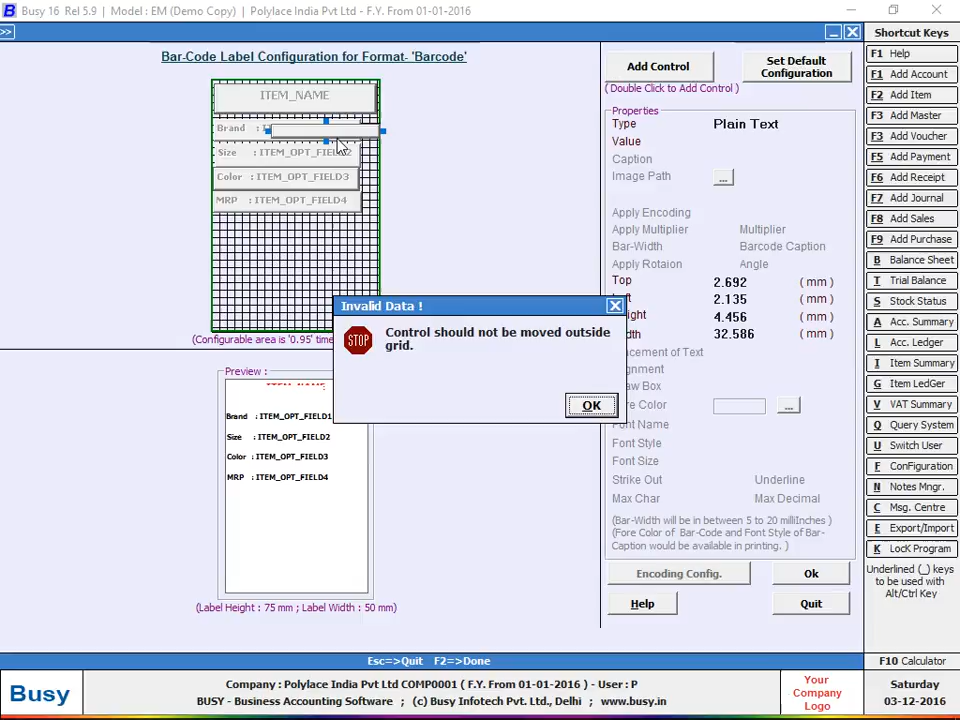 Busy 16 Rel 5.9 | Model : EM (Demo Copy) | Polylace India Pvt Ltd - F.Y. From 01-01-2016
>>
Bar-Code Label Configuration for Format- 'Barcode'
ITEM_NAME
Brand :
Size : ITEM_OPT_FIELD2
Color : ITEM_OPT_FIELD3
MRP : ITEM_OPT_FIELD4
(Configurable area is '0.95' time
Preview :
Brand : ITEM_OPT_FIELD1
Size : ITEM_OPT_FIELD2
Color : ITEM_OPT_FIELD3
MRP : ITEM_OPT_FIELD4
(Label Height : 75 mm ; Label Width : 50 mm)
Add Control
Set Default Configuration
( Double Click to Add Control )
Properties
Type Plain Text
Value
Caption
Image Path ...
Apply Encoding
Apply Multiplier Multiplier
Bar-Width Barcode Caption
Apply Rotaion Angle
Top 2.692 ( mm )
2.135 ( mm )
4.456 ( mm )
32.586 ( mm )
Invalid Data !
STOP
Control should not be moved outside
grid.
OK
Fore Color ...
Font Name
Font Style
Font Size
Strike Out Underline
Max Char Max Decimal
(Bar-Width will be in between 5 to 20 milliInches )
(Fore Color of Bar-Code and Font Style of Bar-
Caption would be available in printing. )
Encoding Config. Ok
Help Quit
Shortcut Keys
F1 Help
F1 Add Account
F2 Add Item
F3 Add Master
F3 Add Voucher
F5 Add Payment
F6 Add Receipt
F7 Add Journal
F8 Add Sales
F9 Add Purchase
B Balance Sheet
T Trial Balance
S Stock Status
A Acc. Summary
L Acc. Ledger
I Item Summary
G Item LedGer
V VAT Summary
Q Query System
U Switch User
F Configuration
N Notes Mngr.
C Msg. Centre
E Export/Import
K LocK Program
Underlined (_) keys
to be used with
Alt/Ctrl Key
Esc=>Quit F2=>Done
F10 Calculator
Busy
Company : Polylace India Pvt Ltd COMP0001 ( F.Y. From 01-01-2016 ) - User : P
BUSY - Business Accounting Software ; (c) Busy Infotech Pvt. Ltd., Delhi ; www.busy.in
Your
Company
Logo
Saturday
03-12-2016